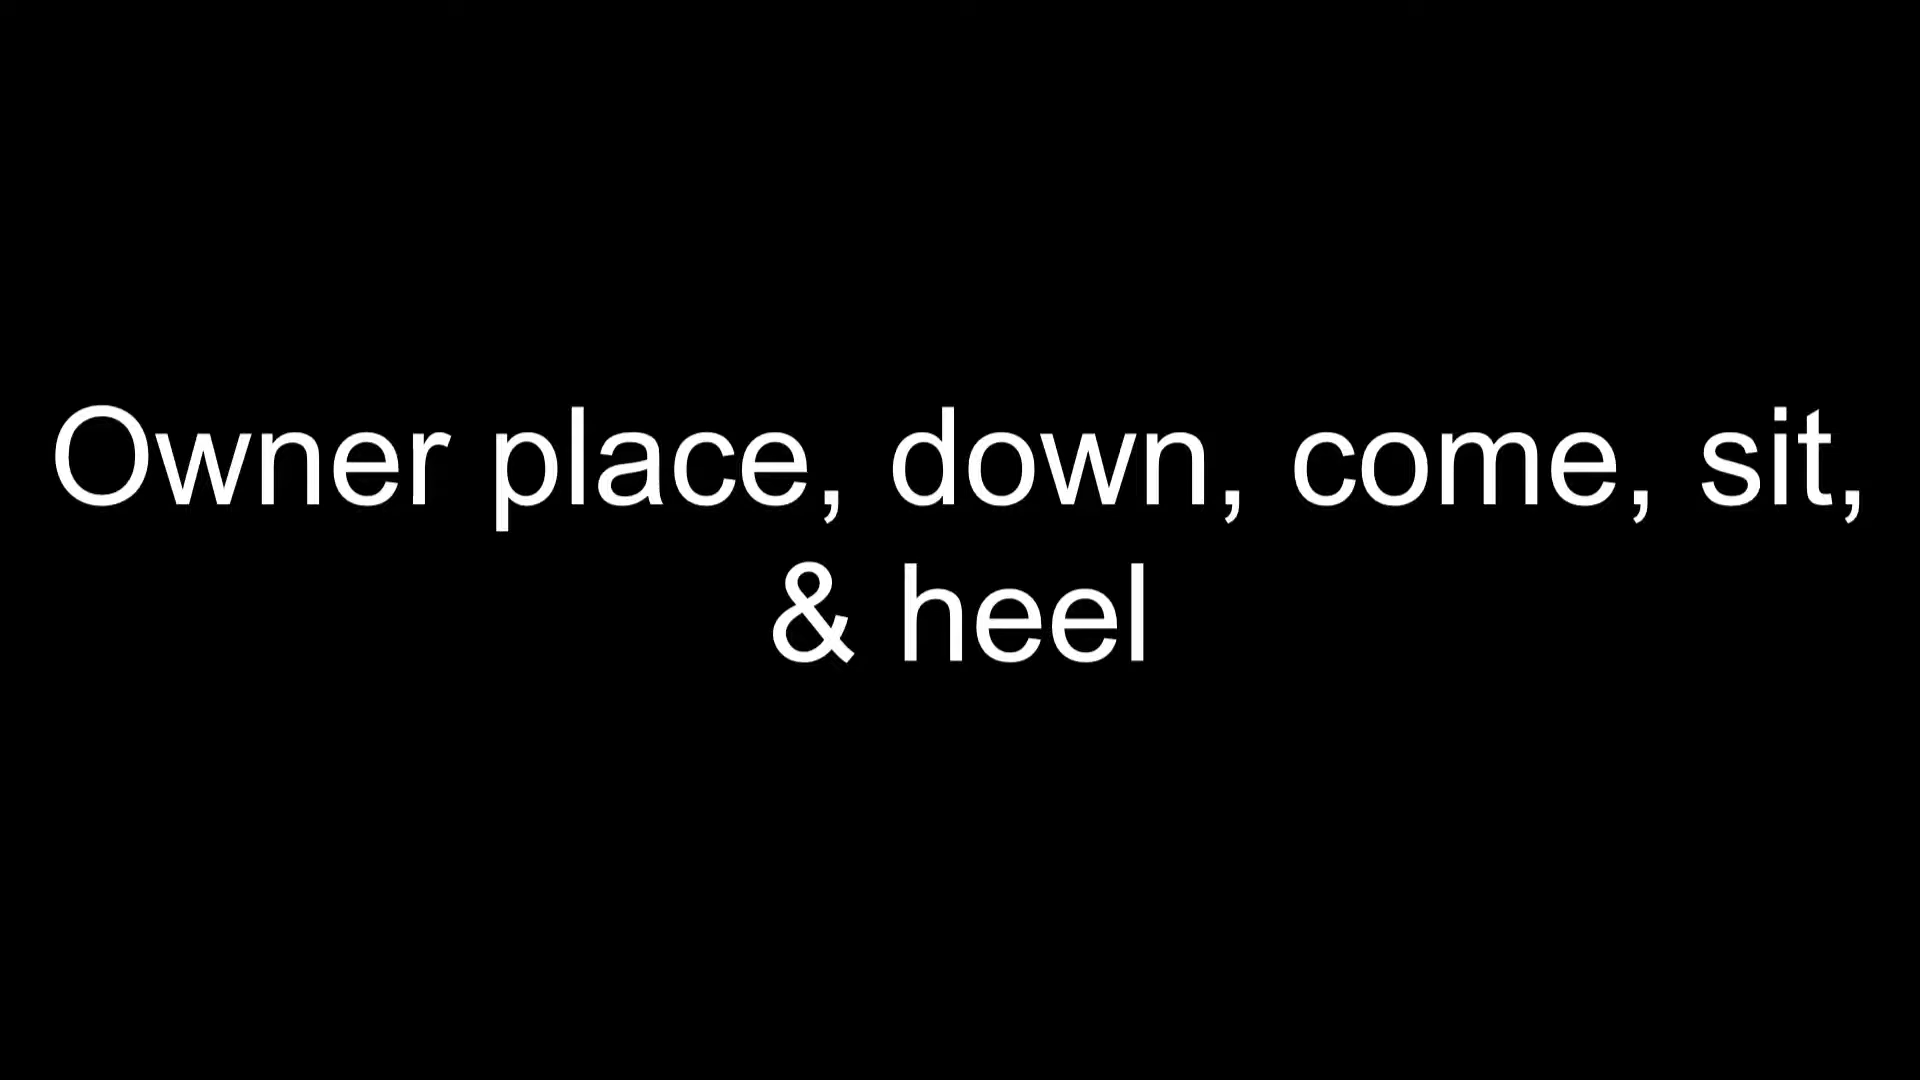 Owner place, down, come, sit,
& heel